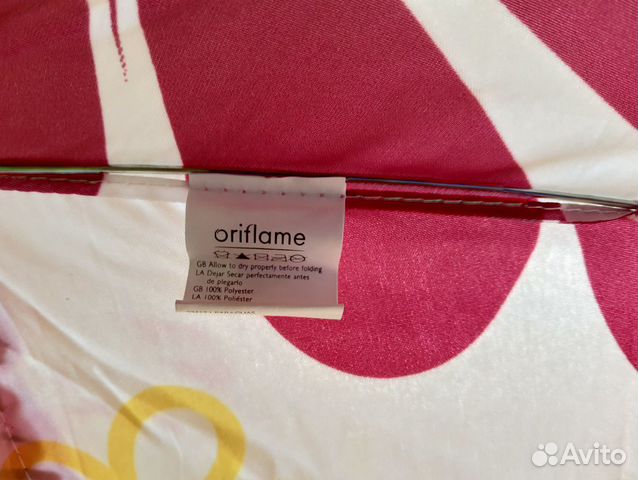 oriflame
GB Allow to dry properly before folding
LA Dejar Secar perfectamente antes
de plegarlo
GB 100% Polyester
LA 100% Poliéster
Avito